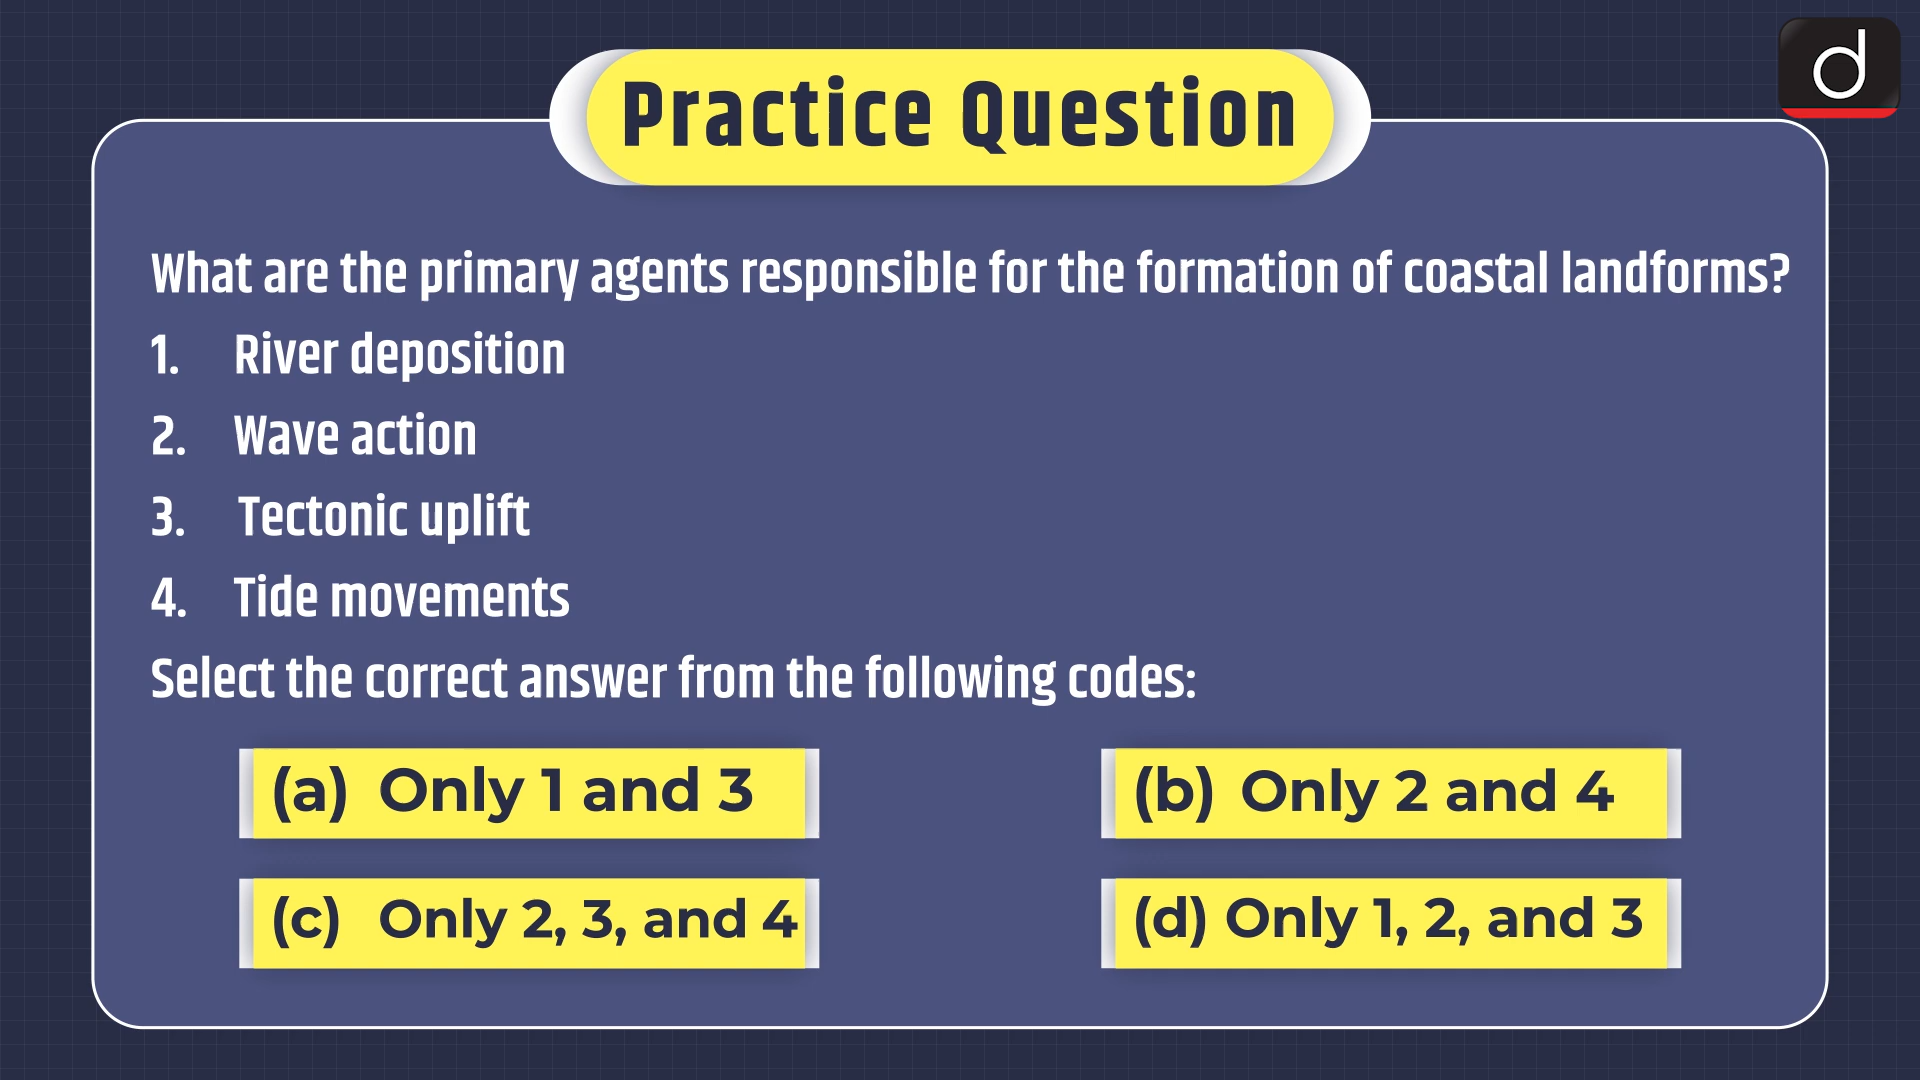 d
Practice Question
What are the primary agents responsible for the formation of coastal landforms?
1. River deposition
2. Wave action
3. Tectonic uplift
4. Tide movements
Select the correct answer from the following codes:
(a) Only 1 and 3
(b) Only 2 and 4
(c) Only 2, 3, and 4
(d) Only 1, 2, and 3